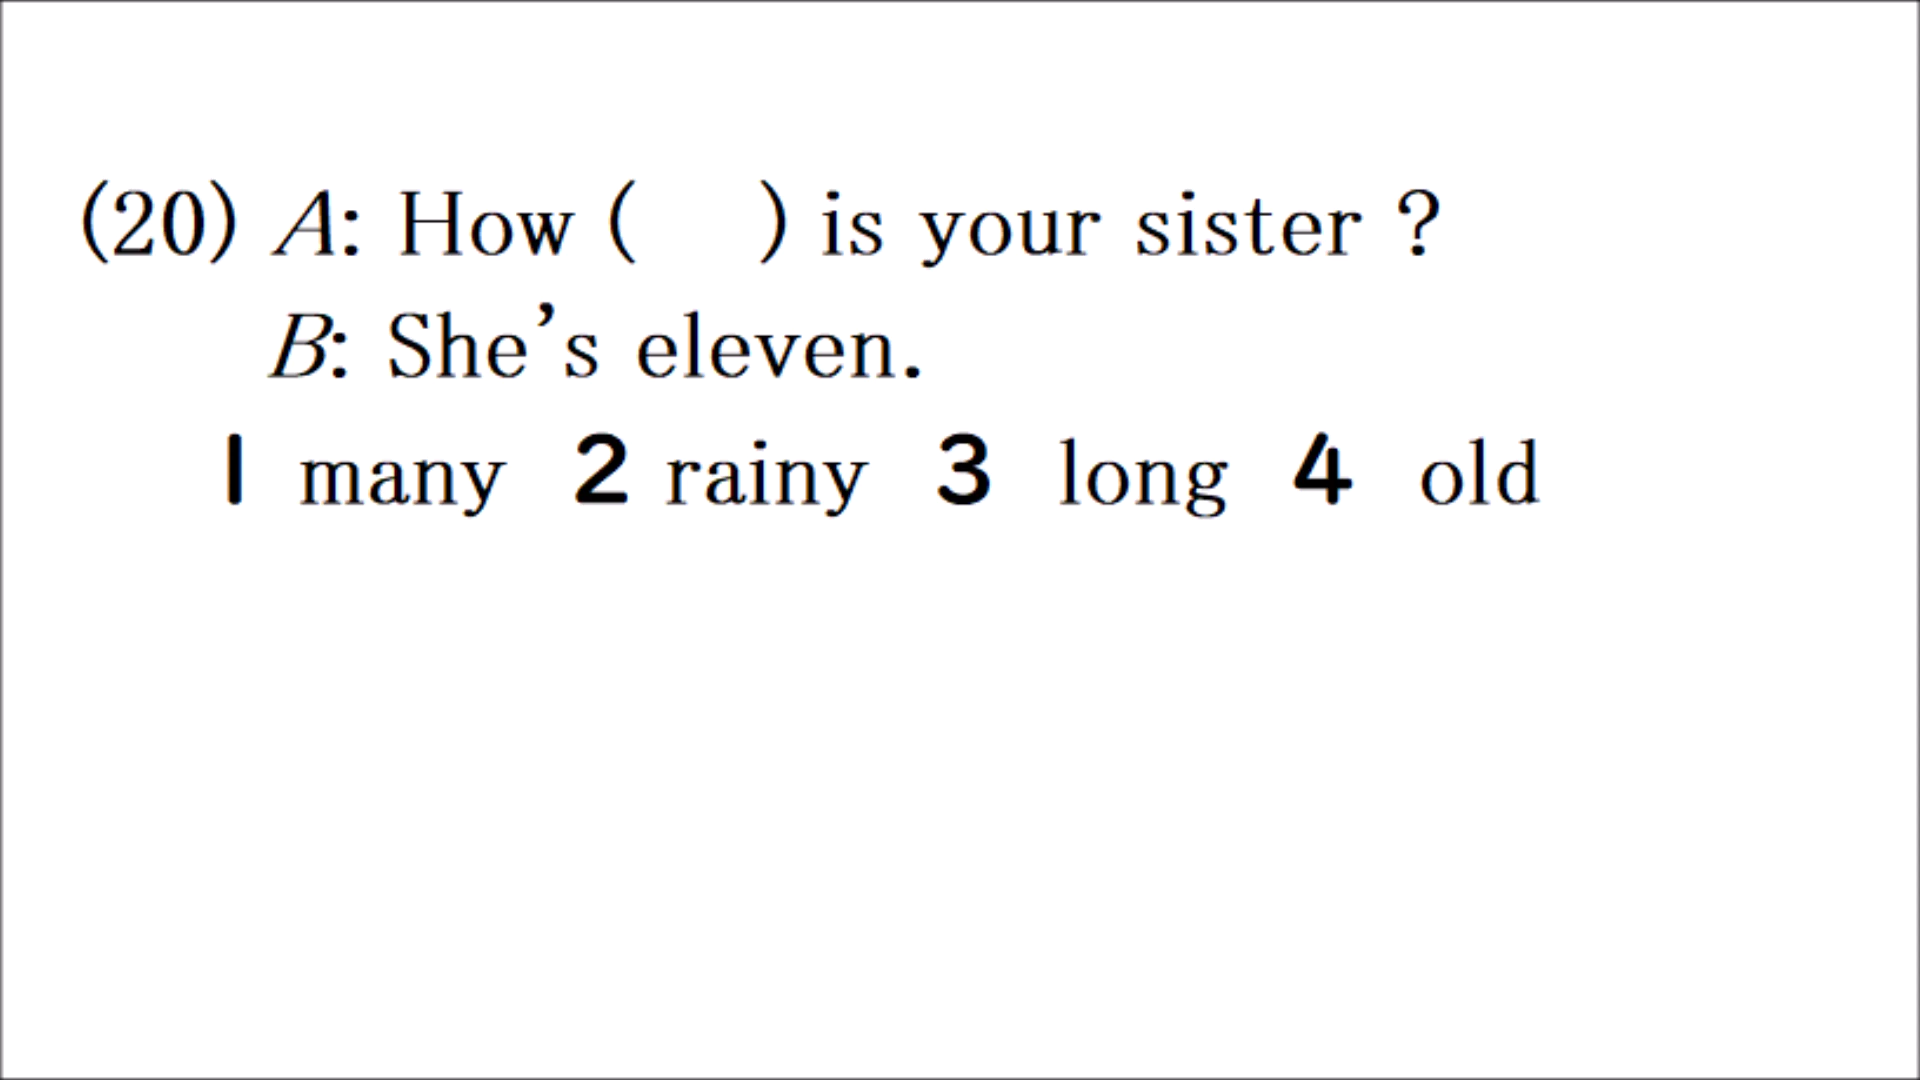 (20) A: How (   ) is your sister ?
B: She’s eleven.
1 many 2 rainy 3 long 4 old